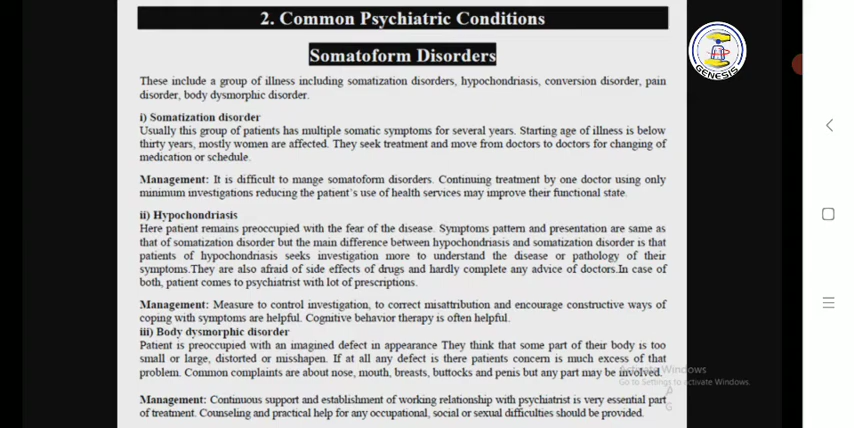 2. Common Psychiatric Conditions
GENESIS
Somatoform Disorders
These include a group of illness including somatization disorders, hypochondriasis, conversion disorder, pain
disorder, body dysmorphic disorder.
i) Somatization disorder
Usually this group of patients has multiple somatic symptoms for several years. Starting age of illness is below
thirty years, mostly women are affected. They seek treatment and move from doctors to doctors for changing of
medication or schedule.
Management: It is difficult to mange somatoform disorders. Continuing treatment by one doctor using only
minimum investigations reducing the patient's use of health services may improve their functional state.
ii) Hypochondriasis
Here patient remains preoccupied with the fear of the disease. Symptoms pattern and presentation are same as
that of somatization disorder but the main difference between hypochondriasis and somatization disorder is that
patients of hypochondriasis seeks investigation more to understand the disease or pathology of their
symptoms.They are also afraid of side effects of drugs and hardly complete any advice of doctors.In case of
both, patient comes to psychiatrist with lot of prescriptions.
Management: Measure to control investigation, to correct misattribution and encourage constructive ways of
coping with symptoms are helpful. Cognitive behavior therapy is often helpful.
iii) Body dysmorphic disorder
Patient is preoccupied with an imagined defect in appearance They think that some part of their body is too
small or large, distorted or misshapen. If at all any defect is there patients concern is much excess of that
problem. Common complaints are about nose, mouth, breasts, buttocks and penis but any part may be involved.
Activate Windows
Go to Settings to activate Windows.
Management: Continuous support and establishment of working relationship with psychiatrist is very essential part
of treatment. Counseling and practical help for any occupational, social or sexual difficulties should be provided.